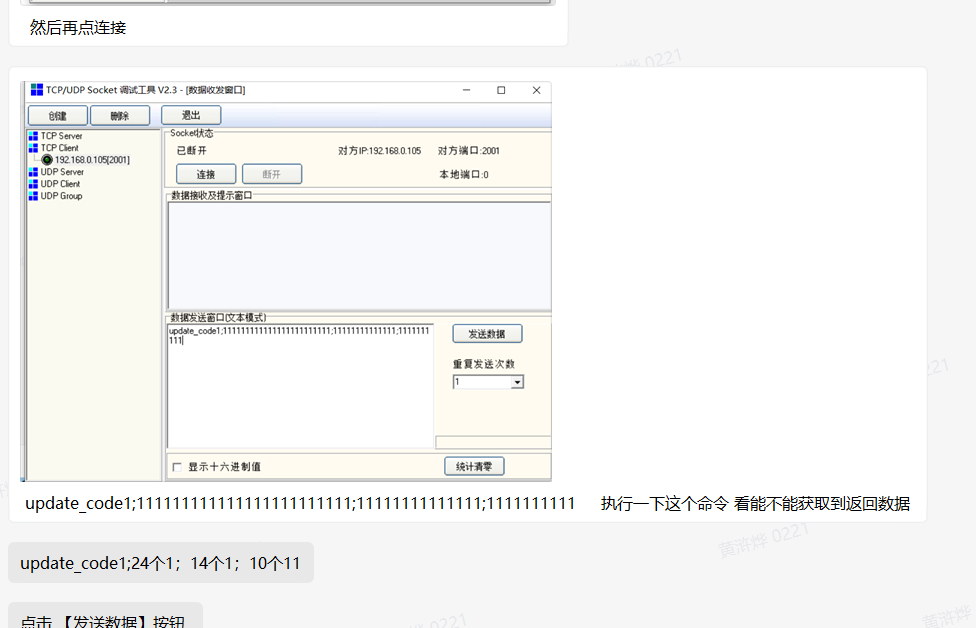 然后再点连接
TCP/UDP Socket 调试工具 V2.3 - [数据收发窗口]
创建 删除 退出
TCP Server
TCP Client
192.168.0.105[2001]
UDP Server
UDP Client
UDP Group
Socket状态
已断开 对方IP:192.168.0.105 对方端口:2001
连接 断开 本地端口:0
数据接收及提示窗口
数据发送窗口(文本模式)
update_code1;111111111111111111111111;11111111111111;1111111
111
发送数据
重复发送次数
1
显示十六进制值 统计清零
update_code1;111111111111111111111111;11111111111111;1111111111 执行一下这个命令 看能不能获取到返回数据
update_code1;24个1；14个1；10个11
点击 【发送数据】按钮
黄浒烨 0221